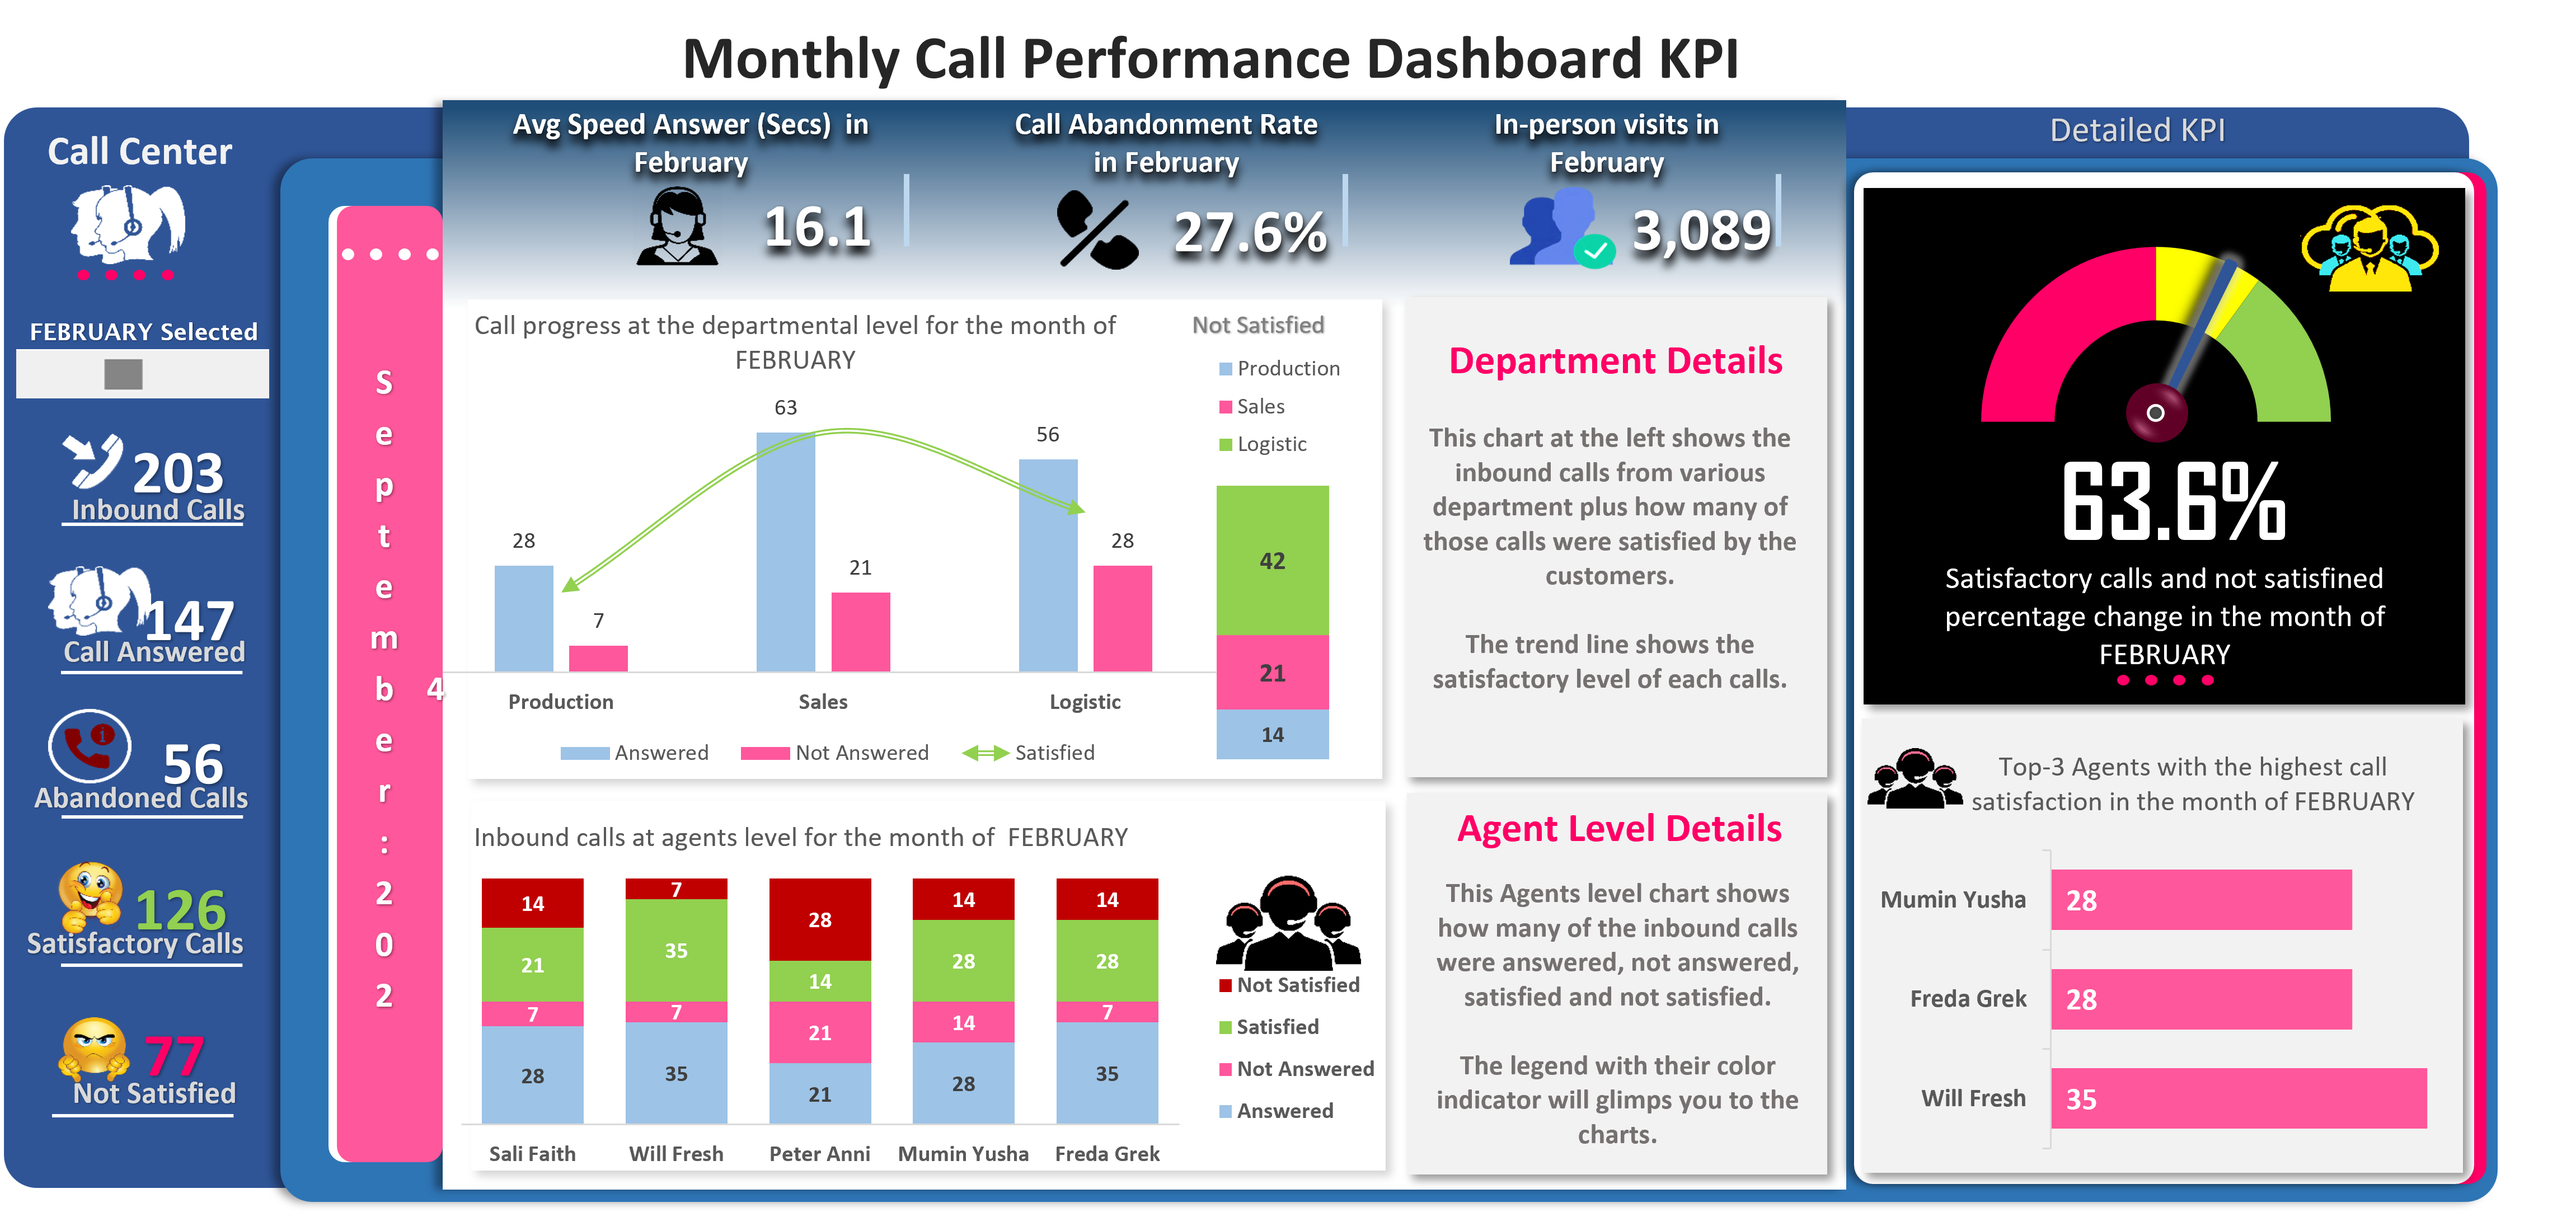 Monthly Call Performance Dashboard KPI
Call Center
FEBRUARY Selected
203
Inbound Calls
147
Call Answered
56
Abandoned Calls
126
Satisfactory Calls
77
Not Satisfied
S
e
p
t
e
m
b 4
e
r
:
2
0
2
Avg Speed Answer (Secs) in
February
16.1
Call Abandonment Rate
in February
27.6%
In-person visits in
February
3,089
Call progress at the departmental level for the month of
FEBRUARY
28
7
63
21
56
28
Production Sales Logistic
Answered Not Answered Satisfied
Not Satisfied
Production
Sales
Logistic
42
21
14
Department Details
This chart at the left shows the
inbound calls from various
department plus how many of
those calls were satisfied by the
customers.
The trend line shows the
satisfactory level of each calls.
Inbound calls at agents level for the month of FEBRUARY
14 7 28 14 14
21 35 14 28 28
7 7 21 14 7
28 35 21 28 35
Sali Faith Will Fresh Peter Anni Mumin Yusha Freda Grek
Not Satisfied
Satisfied
Not Answered
Answered
Agent Level Details
This Agents level chart shows
how many of the inbound calls
were answered, not answered,
satisfied and not satisfied.
The legend with their color
indicator will glimps you to the
charts.
Detailed KPI
63.6%
Satisfactory calls and not satisfined
percentage change in the month of
FEBRUARY
Top-3 Agents with the highest call
satisfaction in the month of FEBRUARY
Mumin Yusha 28
Freda Grek 28
Will Fresh 35